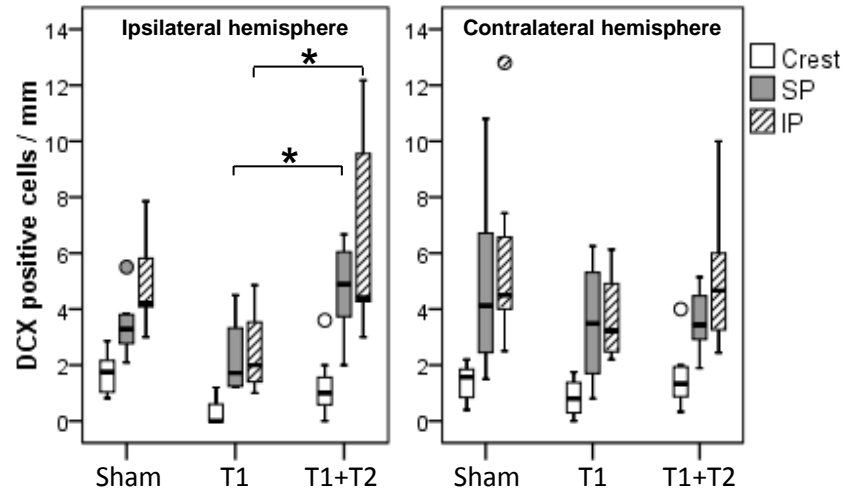 Ipsilateral hemisphere
Contralateral hemisphere
DCX positive cells / mm
14
12
10
8
6
4
2
0
*
*
14
12
10
8
6
4
2
0
Crest
SP
IP
Sham
T1
T1+T2
Sham
T1
T1+T2